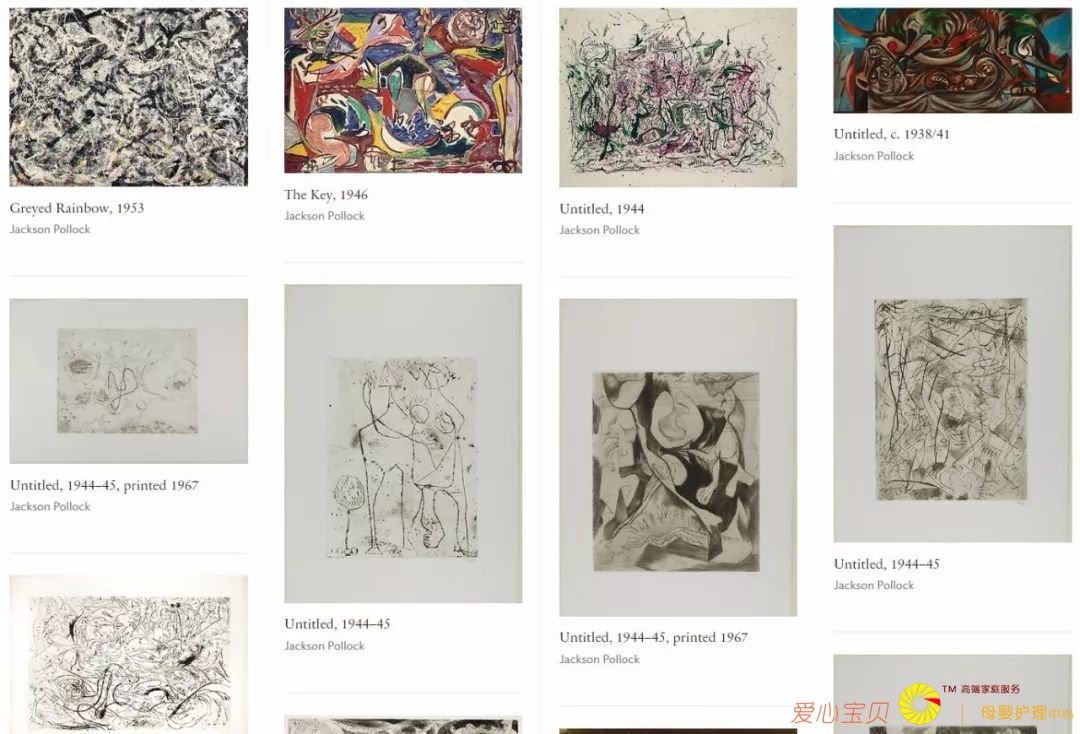 Greyed Rainbow, 1953
Jackson Pollock
The Key, 1946
Jackson Pollock
Untitled, 1944
Jackson Pollock
Untitled, c. 1938/41
Jackson Pollock
Untitled, 1944–45, printed 1967
Jackson Pollock
Untitled, 1944–45
Jackson Pollock
Untitled, 1944–45, printed 1967
Jackson Pollock
Untitled, 1944–45
Jackson Pollock
爱心宝贝
TM 高端家庭服务
母婴护理中心